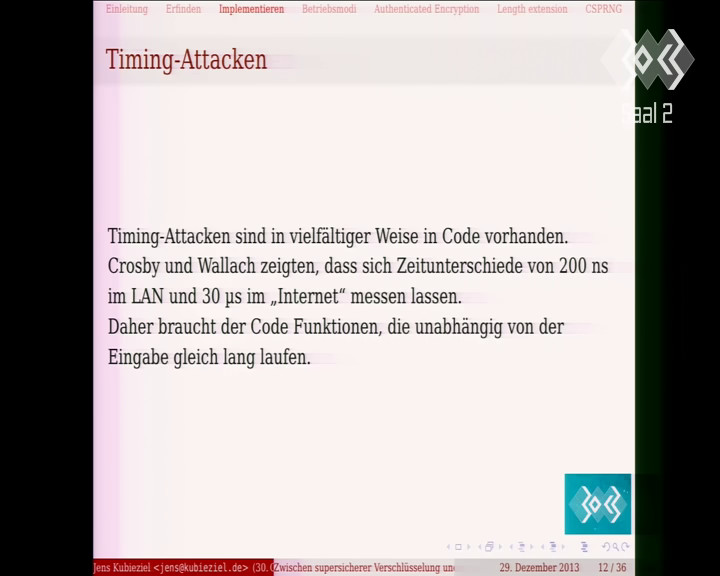 Einleitung Erfinden Implementieren Betriebsmodi Authenticated Encryption Length extension CSPRNG
Timing-Attacken
Saal 2
Timing-Attacken sind in vielfältiger Weise in Code vorhanden.
Crosby und Wallach zeigten, dass sich Zeitunterschiede von 200 ns
im LAN und 30 µs im „Internet“ messen lassen.
Daher braucht der Code Funktionen, die unabhängig von der
Eingabe gleich lang laufen.
Jens Kubieziel <jens@kubieziel.de> (30. Zwischen supersicherer Verschlüsselung 29. Dezember 2013 12 / 36